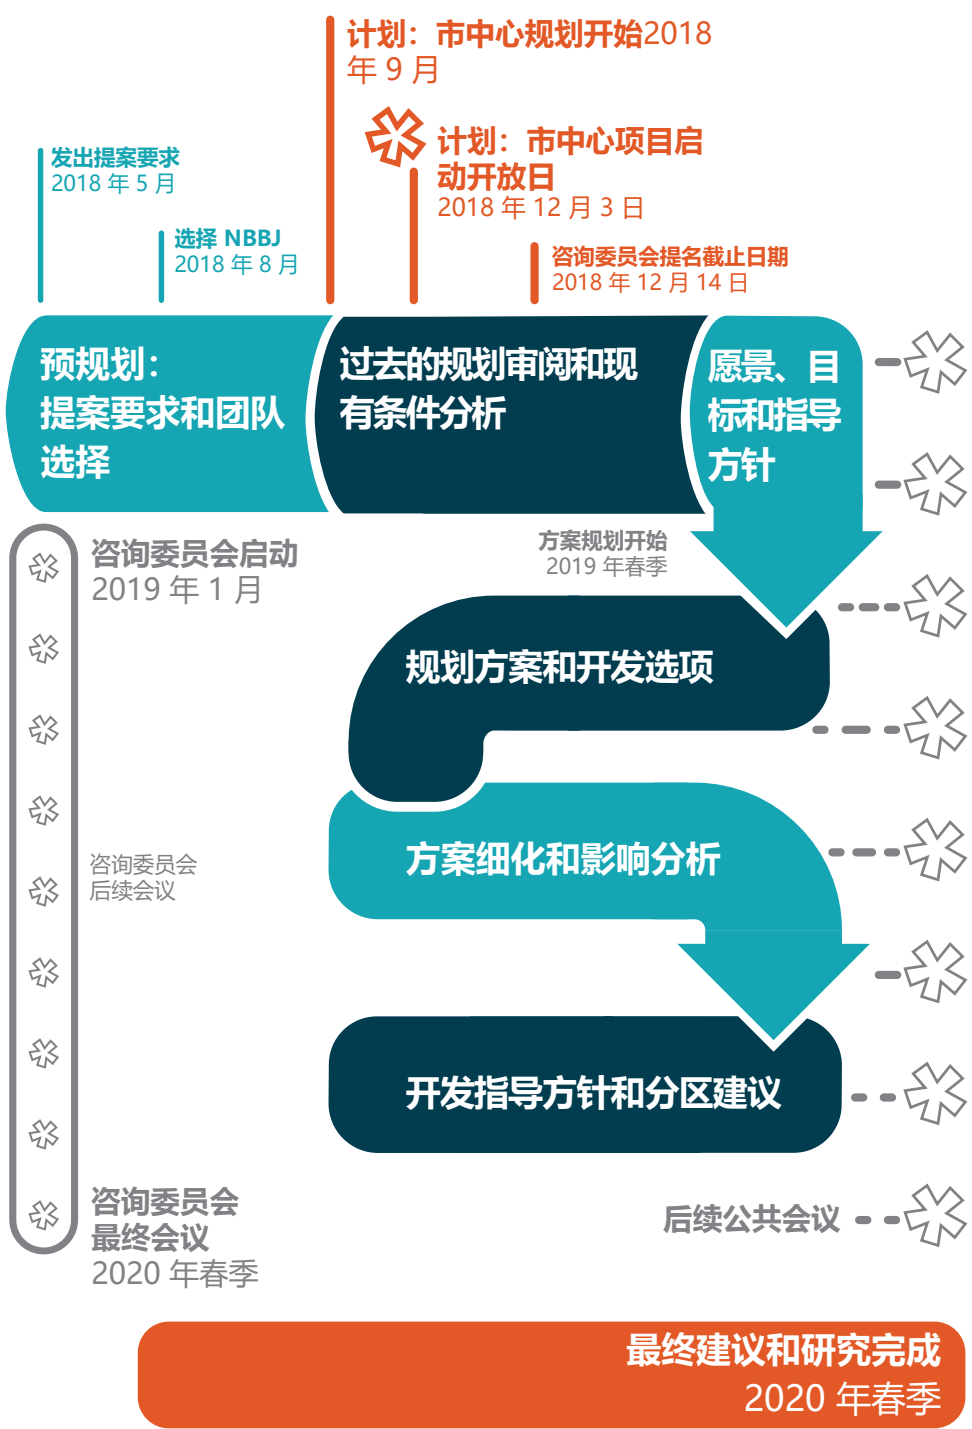 计划：市中心规划开始2018
年 9 月
计划：市中心项目启
动开放日
2018 年 12 月 3 日
发出提案要求
2018 年 5 月
选择 NBBJ
2018 年 8 月
咨询委员会提名截止日期
2018 年 12 月 14 日
预规划：
提案要求和团队
选择
过去的规划审阅和现
有条件分析
愿景、目
标和指导
方针
咨询委员会启动
2019 年 1 月
方案规划开始
2019 年春季
规划方案和开发选项
方案细化和影响分析
咨询委员会
后续会议
开发指导方针和分区建议
咨询委员会
最终会议
2020 年春季
后续公共会议
最终建议和研究完成
2020 年春季